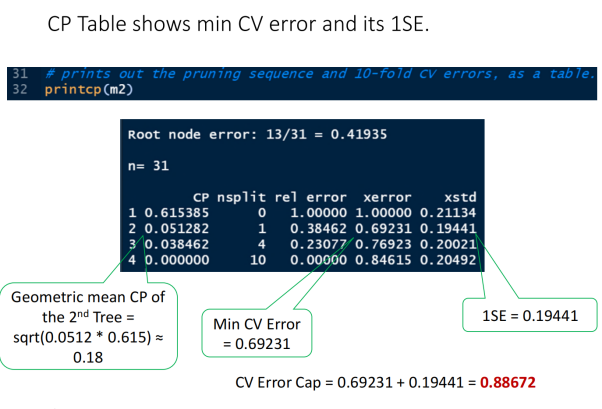 CP Table shows min CV error and its 1SE.
31 # prints out the pruning sequence and 10-fold CV errors, as a table.
32 printcp(m2)
Root node error: 13/31 = 0.41935
n= 31
CP nsplit rel error xerror xstd
1 0.615385 0 1.00000 1.00000 0.21134
2 0.051282 1 0.38462 0.69231 0.19441
3 0.038462 4 0.23077 0.76923 0.20021
4 0.000000 10 0.00000 0.84615 0.20492
Geometric mean CP of
the 2nd Tree =
sqrt(0.0512 * 0.615) ≈
0.18
Min CV Error
= 0.69231
1SE = 0.19441
CV Error Cap = 0.69231 + 0.19441 = 0.88672